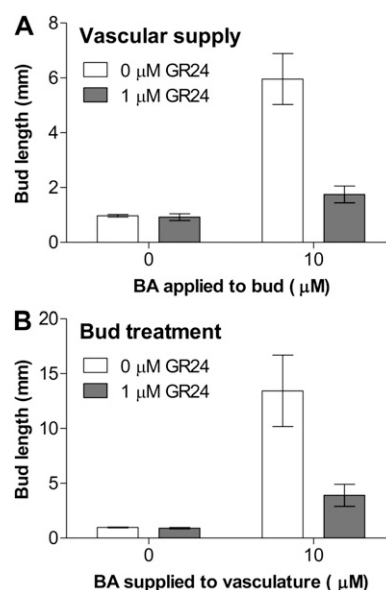 A
Vascular supply
0 μM GR24
1 μM GR24
Bud length (mm)
8
6
4
2
0
0
10
BA applied to bud ( μM)
B
Bud treatment
0 μM GR24
1 μM GR24
Bud length (mm)
20
15
10
5
0
0
10
BA supplied to vasculature ( μM)